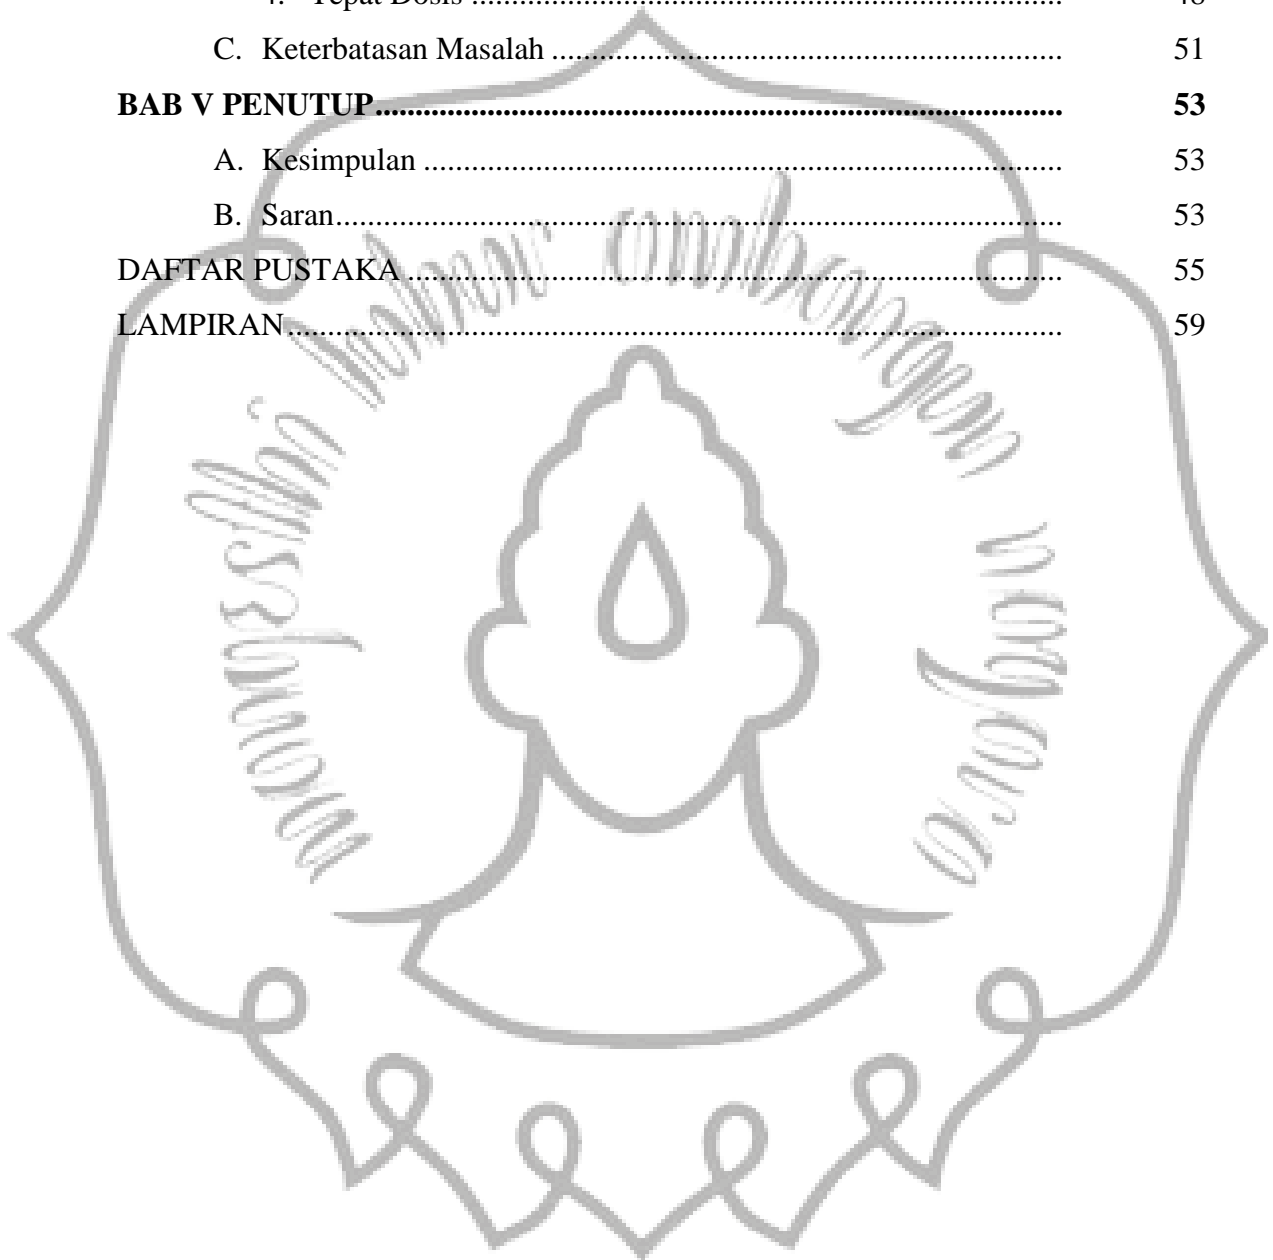 C. Keterbatasan Masalah ........ 51
BAB V PENUTUP........ 53
A. Kesimpulan ........ 53
B. Saran........ 53
DAFTAR PUSTAKA ........ 55
LAMPIRAN........ 59